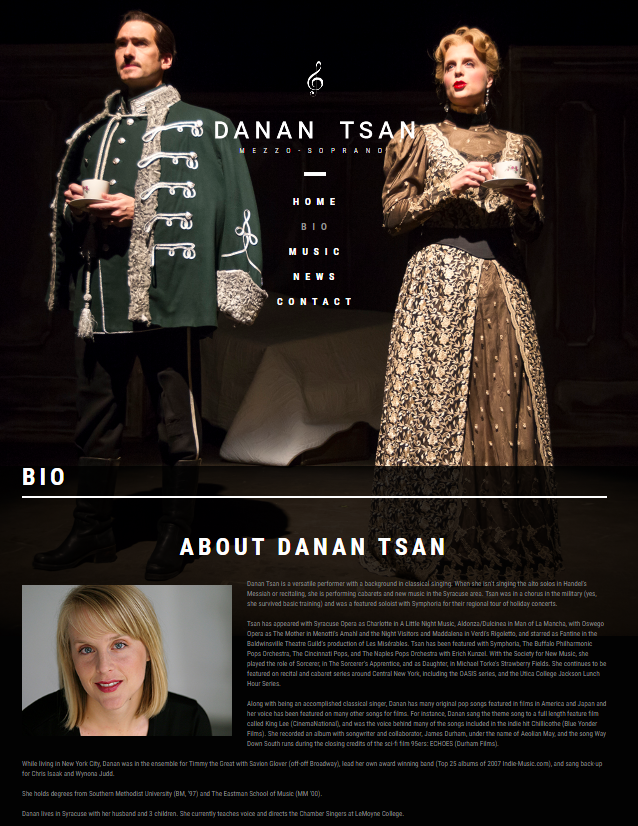 DANAN TSAN
MEZZO-SOPRANO
HOME
BIO
MUSIC
NEWS
CONTACT
BIO
ABOUT DANAN TSAN
Danan Tsan is a versatile performer with a background in classical singing. When she isn't singing the alto solos in Handel's
Messiah or recitaling, she is performing cabarets and new music in the Syracuse area. Tsan was in a chorus in the military (yes,
she survived basic training) and was a featured soloist with Symphoria for their regional tour of holiday concerts.
Tsan has appeared with Syracuse Opera as Charlotte in A Little Night Music, Aldonza/Dulcinea in Man of La Mancha, with Oswego
Opera as The Mother in Menotti's Amahl and the Night Visitors and Maddalena in Verdi's Rigoletto, and starred as Fantine in the
Baldwinsville Theatre Guild's production of Les Misérables. Tsan has been featured with Symphoria, The Buffalo Philharmonic
Pops Orchestra, The Cincinnati Pops, and The Naples Pops Orchestra with Erich Kunzel. With the Society for New Music, she
played the role of Sorcerer, in The Sorcerer's Apprentice, and as Daughter, in Michael Torke's Strawberry Fields. She continues to be
featured on recital and cabaret series around Central New York, including the OASIS series, and the Utica College Jackson Lunch
Hour Series.
Along with being an accomplished classical singer, Danan has many original pop songs featured in films in America and Japan and
her voice has been featured on many other songs for films. For instance, Danan sang the theme song to a full length feature film
called King Lee (CinemaNational), and was the voice behind many of the songs included in the indie hit Chillicothe (Blue Yonder
Films). She recorded an album with songwriter and collaborator, James Durham, under the name of Aeolian May, and the song Way
Down South runs during the closing credits of the sci-fi film 95ers: ECHOES (Durham Films).
While living in New York City, Danan was in the ensemble for Timmy the Great with Savion Glover (off-off Broadway), lead her own award winning band (Top 25 albums of 2007 Indie-Music.com), and sang back-up
for Chris Isaak and Wynona Judd.
She holds degrees from Southern Methodist University (BM, '97) and The Eastman School of Music (MM '00).
Danan lives in Syracuse with her husband and 3 children. She currently teaches voice and directs the Chamber Singers at LeMoyne College.